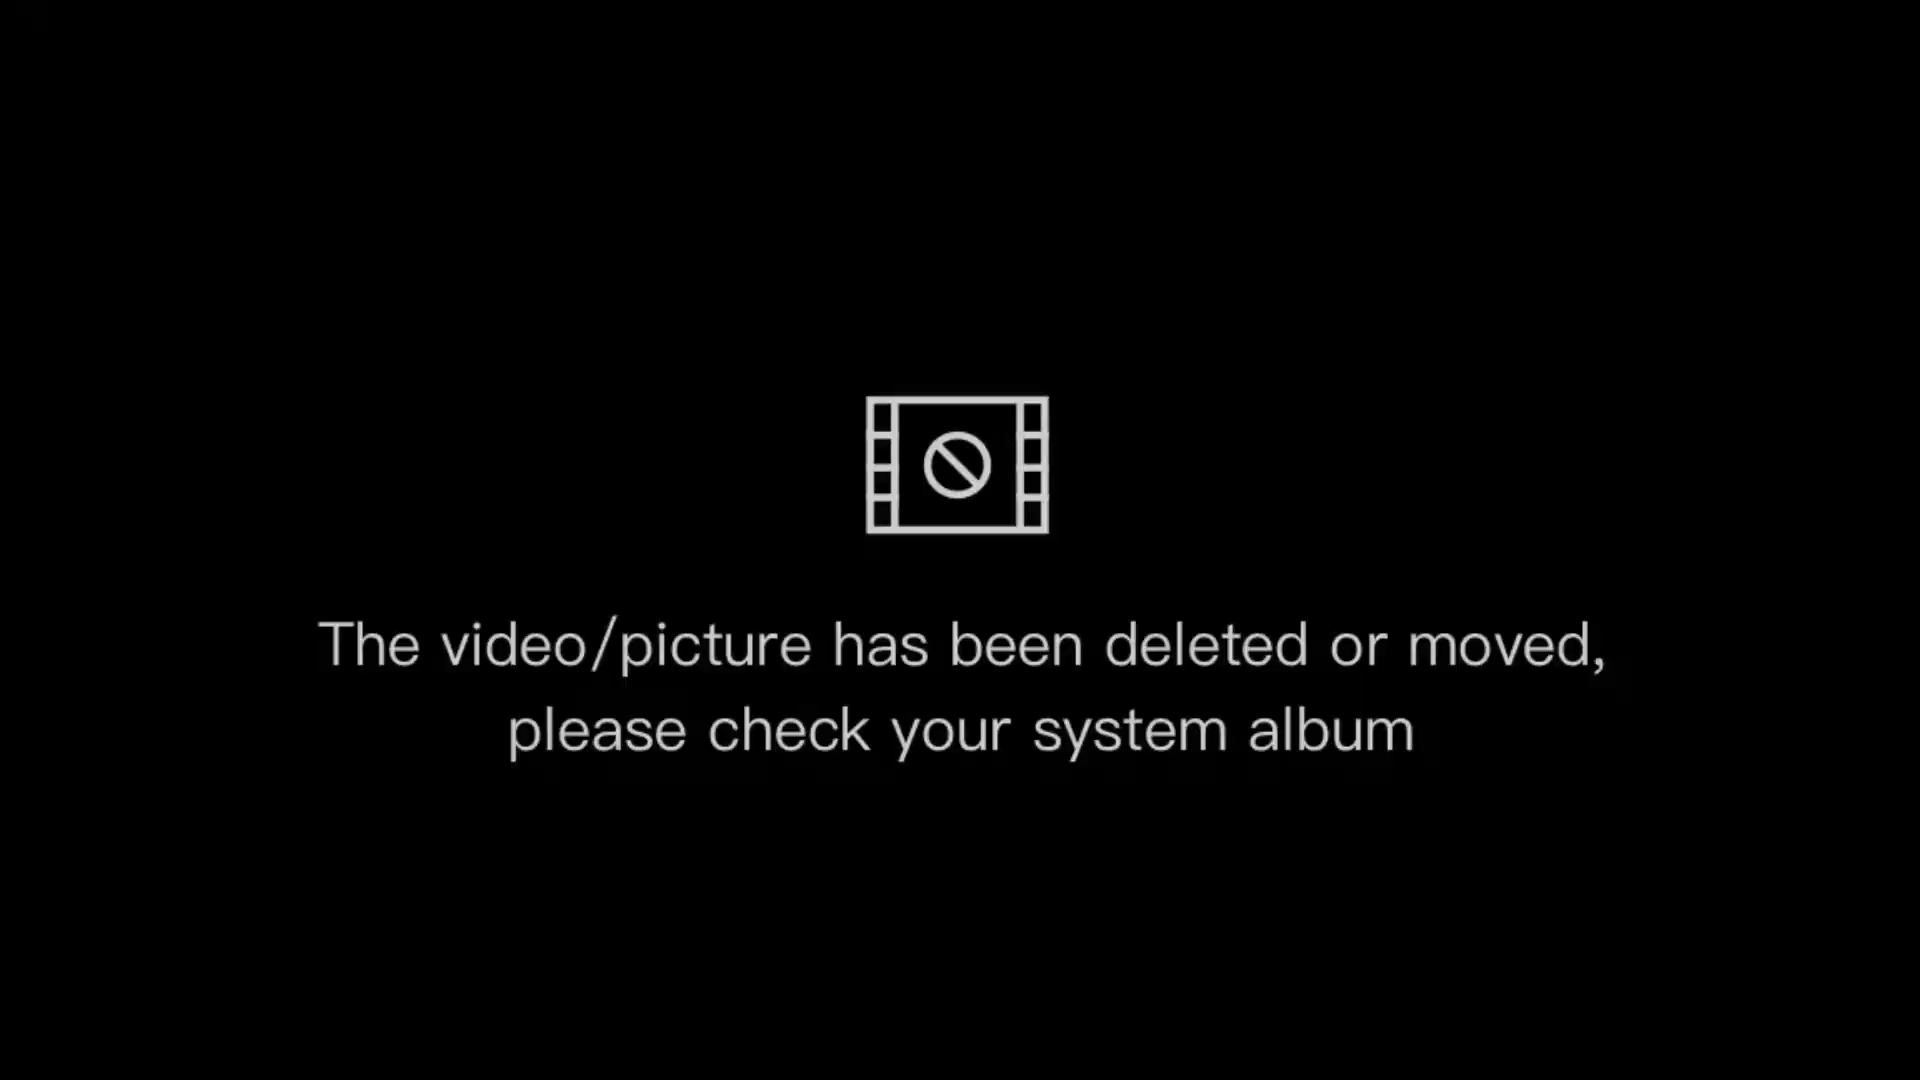 The video/picture has been deleted or moved,
please check your system album